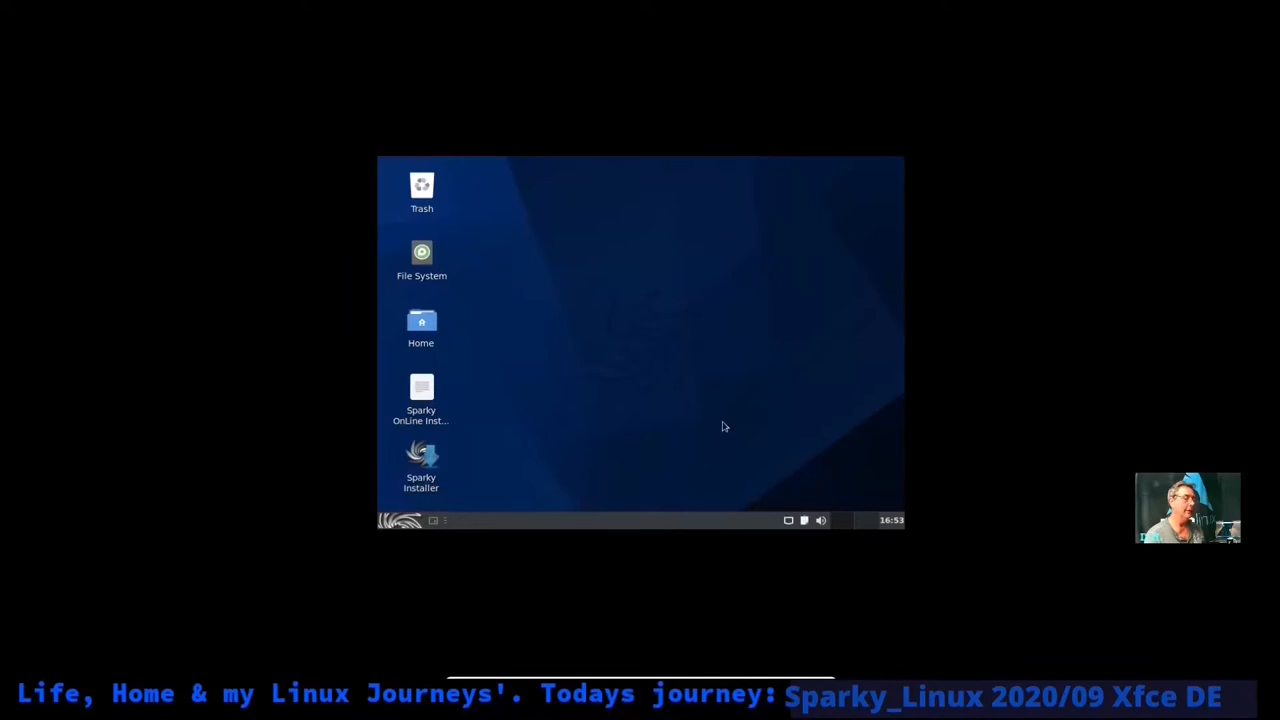 Trash
File System
Home
Sparky
OnLine Inst...
Sparky
Installer
16:53
Life, Home & my Linux Journeys'. Todays journey: Sparky_Linux 2020/09 Xfce DE